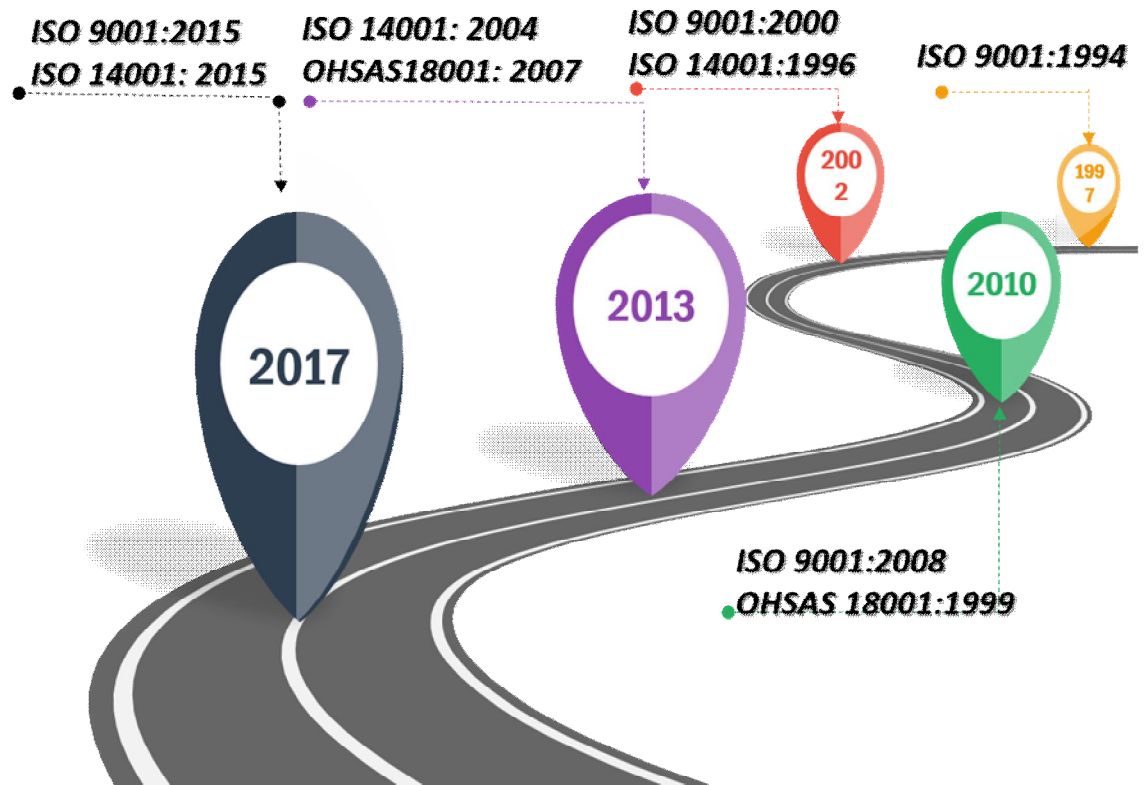 ISO 9001:2015
ISO 14001: 2015
ISO 14001: 2004
OHSAS18001: 2007
ISO 9001:2000
ISO 14001:1996
ISO 9001:1994
200
2
199
7
2010
2013
2017
ISO 9001:2008
OHSAS 18001:1999